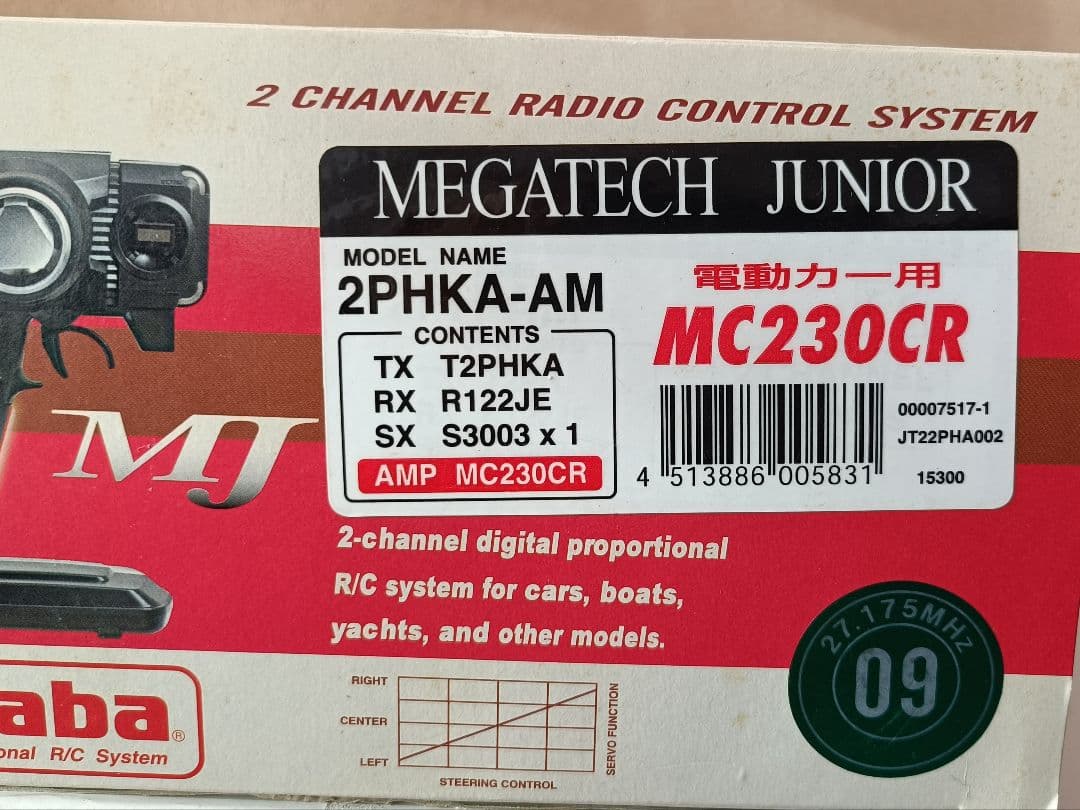 2 CHANNEL RADIO CONTROL SYSTEM
MEGATECH JUNIOR
MODEL NAME
2PHKA-AM
CONTENTS
TX T2PHKA
RX R122JE
SX S3003 x 1
AMP MC230CR
電動カー用
MC230CR
00007517-1
JT22PHA002
4 513886 005831
15300
MJ
2-channel digital proportional
R/C system for cars, boats,
yachts, and other models.
27.175MHz
09
aba®
onal R/C System
RIGHT
CENTER
LEFT
STEERING CONTROL
SERVO FUNCTION